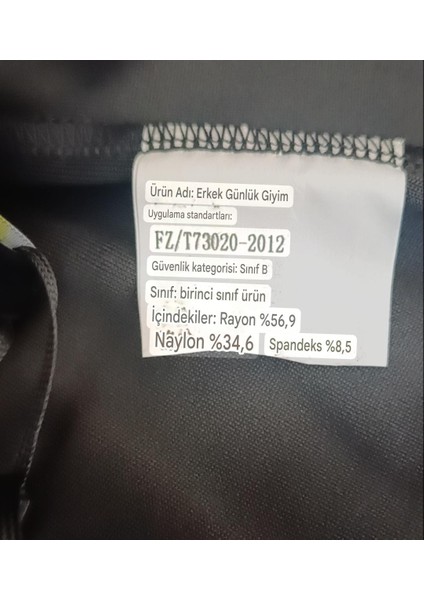 Ürün Adı: Erkek Günlük Giyim
Uygulama standartları:
FZ/T73020-2012
Güvenlik kategorisi: Sınıf B
Sınıf: birinci sınıf ürün
İçindekiler: Rayon %56,9
Naylon %34,6 Spandeks %8,5